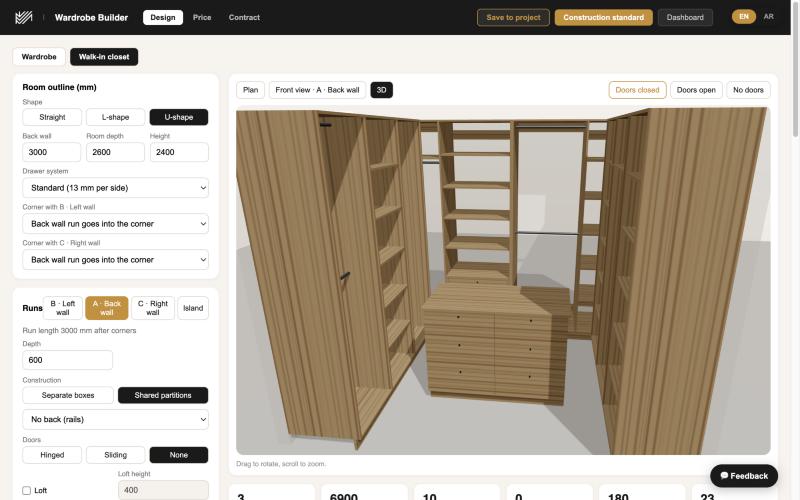 Wardrobe Builder
Design
Price
Contract
Save to project
Construction standard
Dashboard
EN
AR
Wardrobe
Walk-in closet
Room outline (mm)
Shape
Straight
L-shape
U-shape
Back wall
Room depth
Height
3000
2600
2400
Drawer system
Standard (13 mm per side)
Corner with B · Left wall
Back wall run goes into the corner
Corner with C · Right wall
Back wall run goes into the corner
Runs
B · Left wall
A · Back wall
C · Right wall
Island
Run length 3000 mm after corners
Depth
600
Construction
Separate boxes
Shared partitions
No back (rails)
Doors
Hinged
Sliding
None
Loft
Loft height
400
Plan
Front view · A · Back wall
3D
Doors closed
Doors open
No doors
Drag to rotate, scroll to zoom.
3
6900
10
0
180
23
Feedback